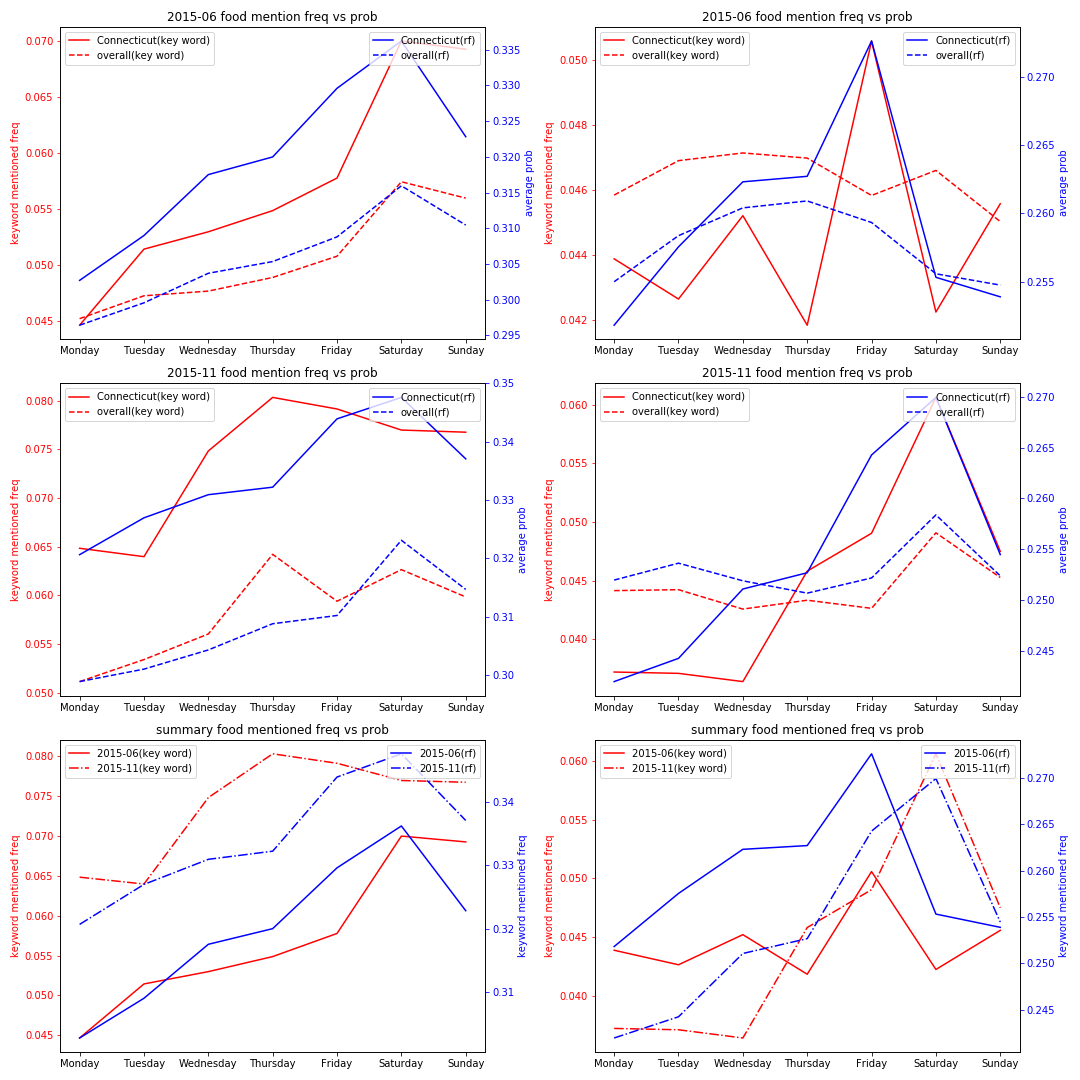 2015-06 food mention freq vs prob
Connecticut(key word)
overall(key word)
Connecticut(rf)
overall(rf)
keyword mentioned freq
0.070
0.065
0.060
0.055
0.050
0.045
average prob
0.335
0.330
0.325
0.320
0.315
0.310
0.305
0.300
0.295
Monday Tuesday Wednesday Thursday Friday Saturday Sunday
2015-06 food mention freq vs prob
Connecticut(key word)
overall(key word)
Connecticut(rf)
overall(rf)
keyword mentioned freq
0.050
0.048
0.046
0.044
0.042
average prob
0.270
0.265
0.260
0.255
Monday Tuesday Wednesday Thursday Friday Saturday Sunday
2015-11 food mention freq vs prob
Connecticut(key word)
overall(key word)
Connecticut(rf)
overall(rf)
keyword mentioned freq
0.080
0.075
0.070
0.065
0.060
0.055
0.050
average prob
0.35
0.34
0.33
0.32
0.31
0.30
Monday Tuesday Wednesday Thursday Friday Saturday Sunday
2015-11 food mention freq vs prob
Connecticut(key word)
overall(key word)
Connecticut(rf)
overall(rf)
keyword mentioned freq
0.060
0.055
0.050
0.045
0.040
average prob
0.270
0.265
0.260
0.255
0.250
0.245
Monday Tuesday Wednesday Thursday Friday Saturday Sunday
summary food mentioned freq vs prob
2015-06(key word)
2015-11(key word)
2015-06(rf)
2015-11(rf)
keyword mentioned freq
0.080
0.075
0.070
0.065
0.060
0.055
0.050
0.045
keyword mentioned freq
0.34
0.33
0.32
0.31
Monday Tuesday Wednesday Thursday Friday Saturday Sunday
summary food mentioned freq vs prob
2015-06(key word)
2015-11(key word)
2015-06(rf)
2015-11(rf)
keyword mentioned freq
0.060
0.055
0.050
0.045
0.040
keyword mentioned freq
0.270
0.265
0.260
0.255
0.250
0.245
Monday Tuesday Wednesday Thursday Friday Saturday Sunday